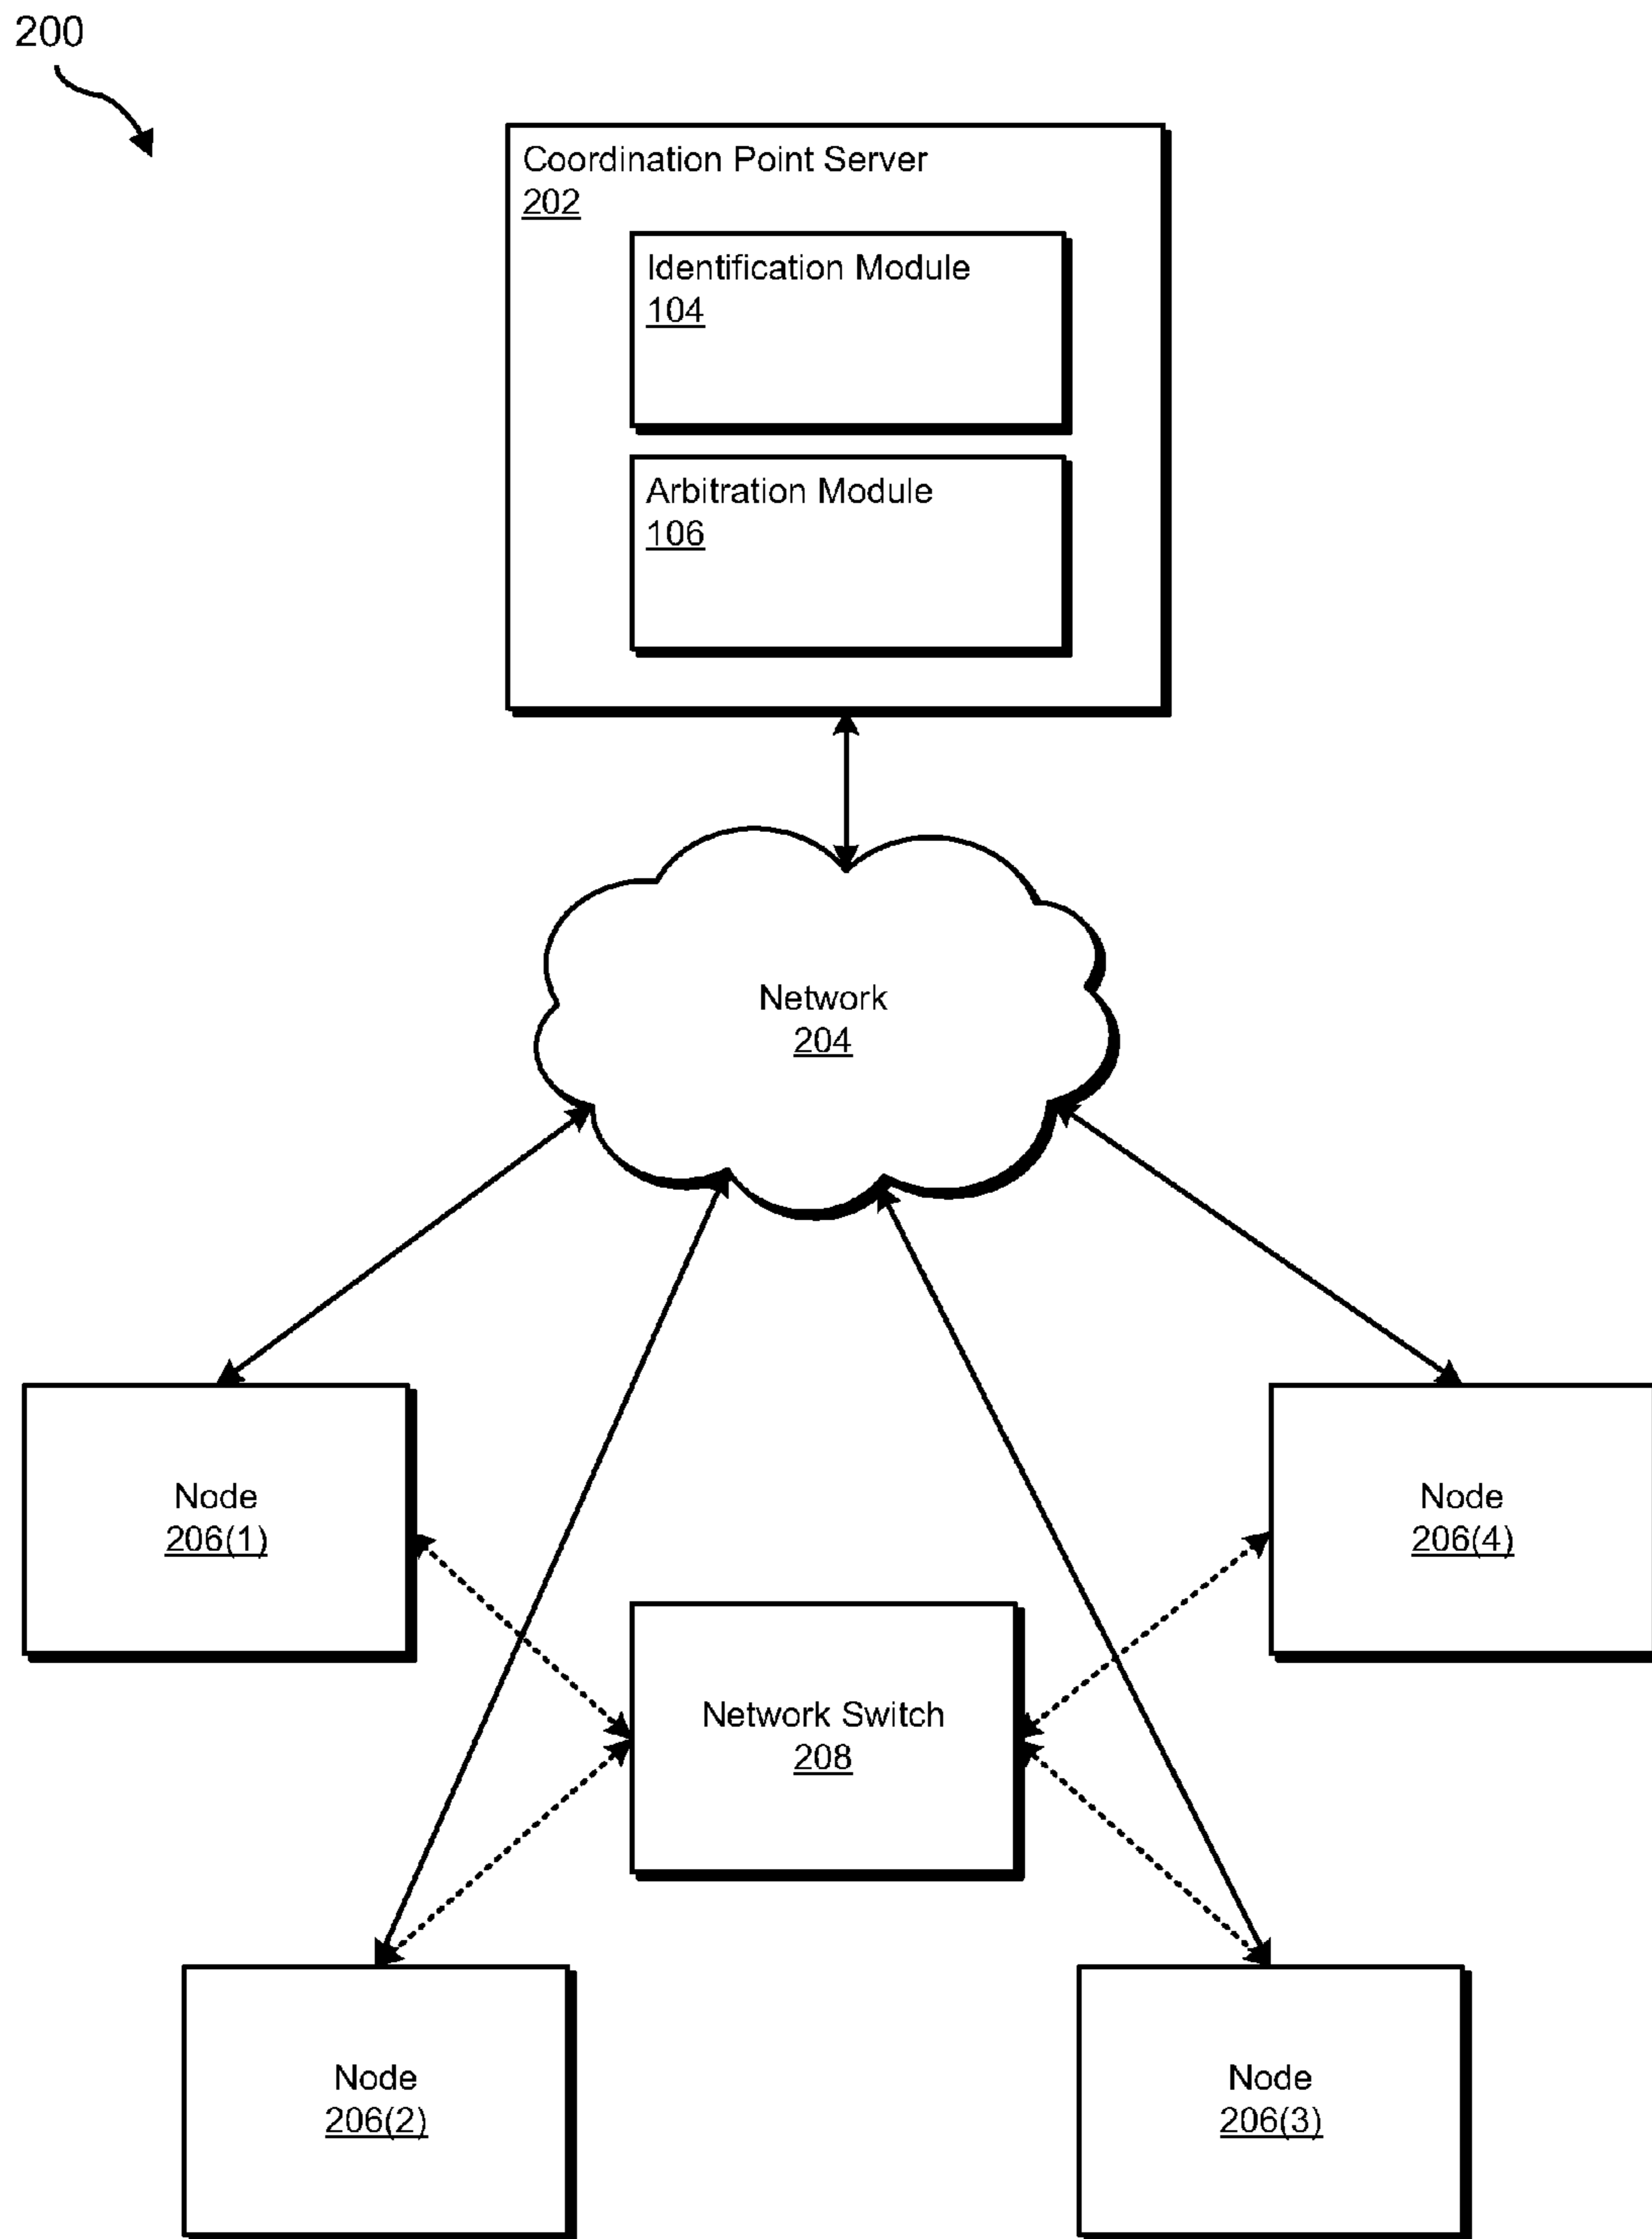 200
Coordination Point Server
202
Identification Module
104
Arbitration Module
106
Network
204
Node
206(1)
Node
206(4)
Network Switch
208
Node
206(2)
Node
206(3)